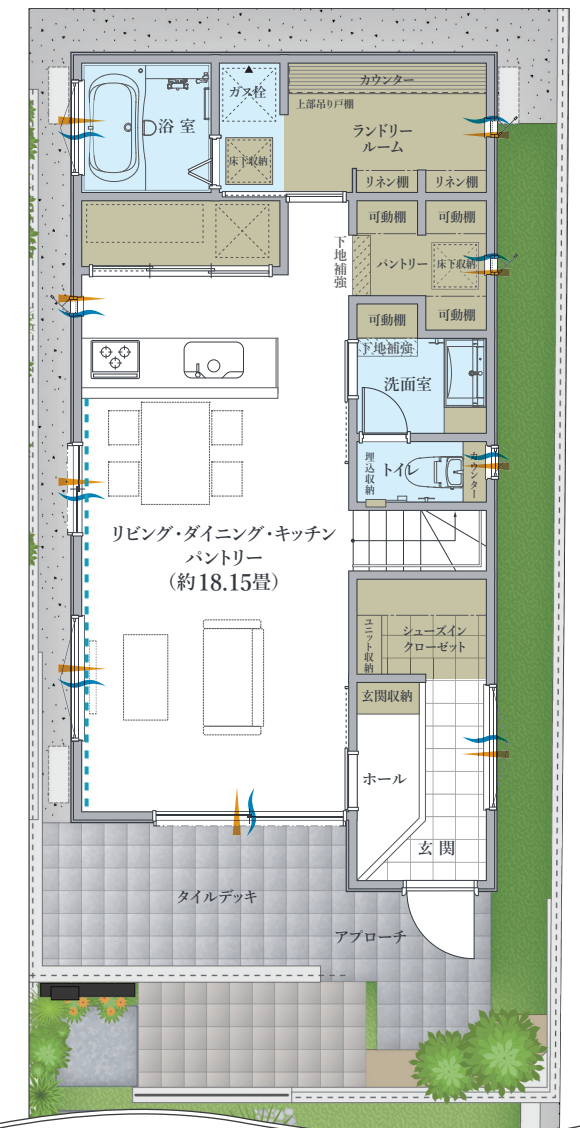 カウンター
ガス栓
上部吊り戸棚
浴室
ランドリー
ルーム
床下収納
リネン棚 リネン棚
可動棚 可動棚
下地補強
パントリー 床下収納
可動棚 可動棚
下地補強
洗面室
埋込収納
トイレ
カウンター
リビング・ダイニング・キッチン
パントリー
(約18.15畳)
ユニット収納
シューズイン
クローゼット
玄関収納
ホール
玄関
タイルデッキ
アプローチ